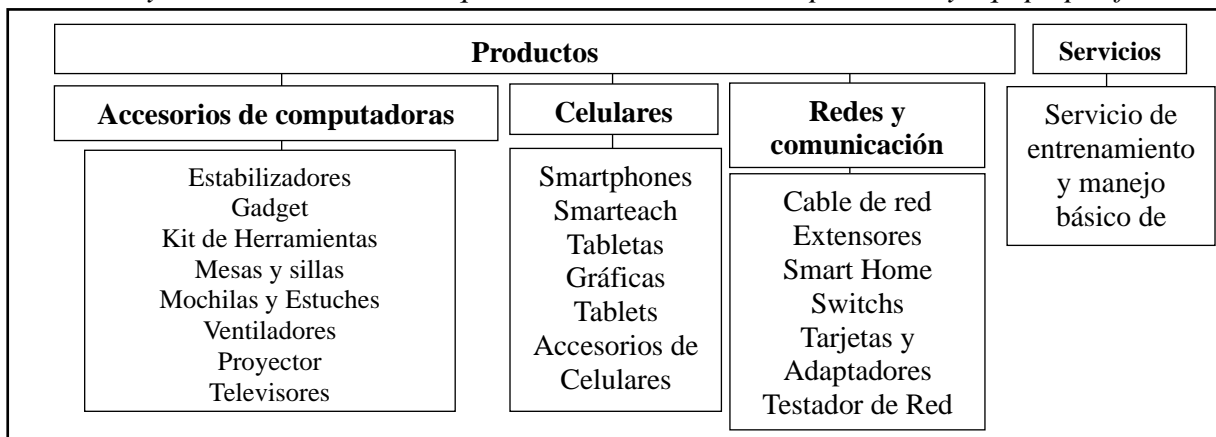 Productos
Servicios
Accesorios de computadoras
Celulares
Redes y
comunicación
Estabilizadores
Gadget
Kit de Herramientas
Mesas y sillas
Mochilas y Estuches
Ventiladores
Proyector
Televisores
Smartphones
Smarteach
Tabletas
Gráficas
Tablets
Accesorios de
Celulares
Cable de red
Extensores
Smart Home
Switchs
Tarjetas y
Adaptadores
Testador de Red
Servicio de
entrenamiento
y manejo
básico de